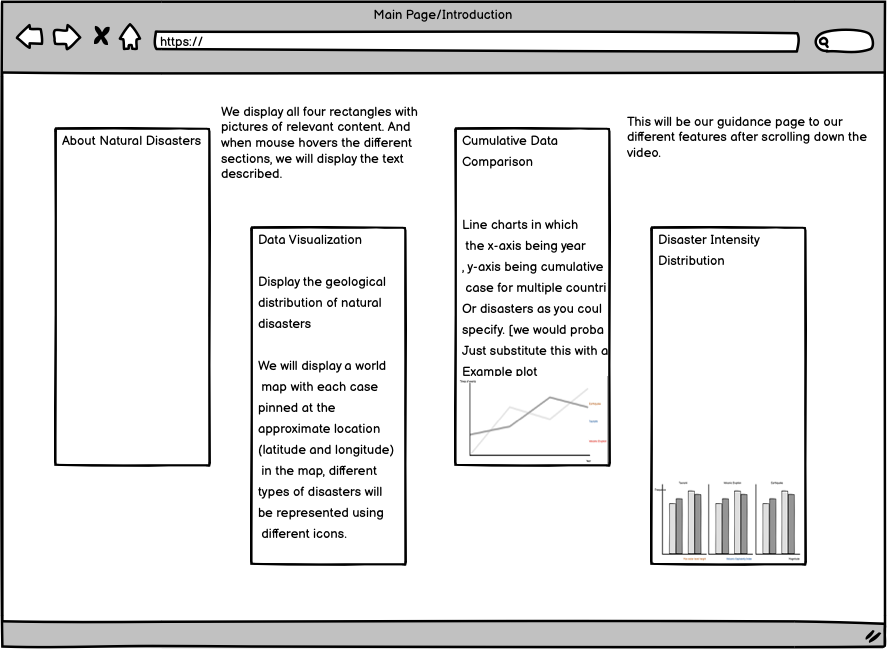 Main Page/Introduction
https://
We display all four rectangles with
pictures of relevant content. And
when mouse hovers the different
sections, we will display the text
described.
This will be our guidance page to our
different features after scrolling down the
video.
About Natural Disasters
Data Visualization
Display the geological
distribution of natural
disasters
We will display a world
map with each case
pinned at the
approximate location
(latitude and longitude)
in the map, different
types of disasters will
be represented using
different icons.
Cumulative Data
Comparison
Line charts in which
the x-axis being year
, y-axis being cumulative
case for multiple countri
Or disasters as you coul
specify. [we would proba
Just substitute this with a
Example plot
Disaster Intensity
Distribution
Earthquake
Magnitude